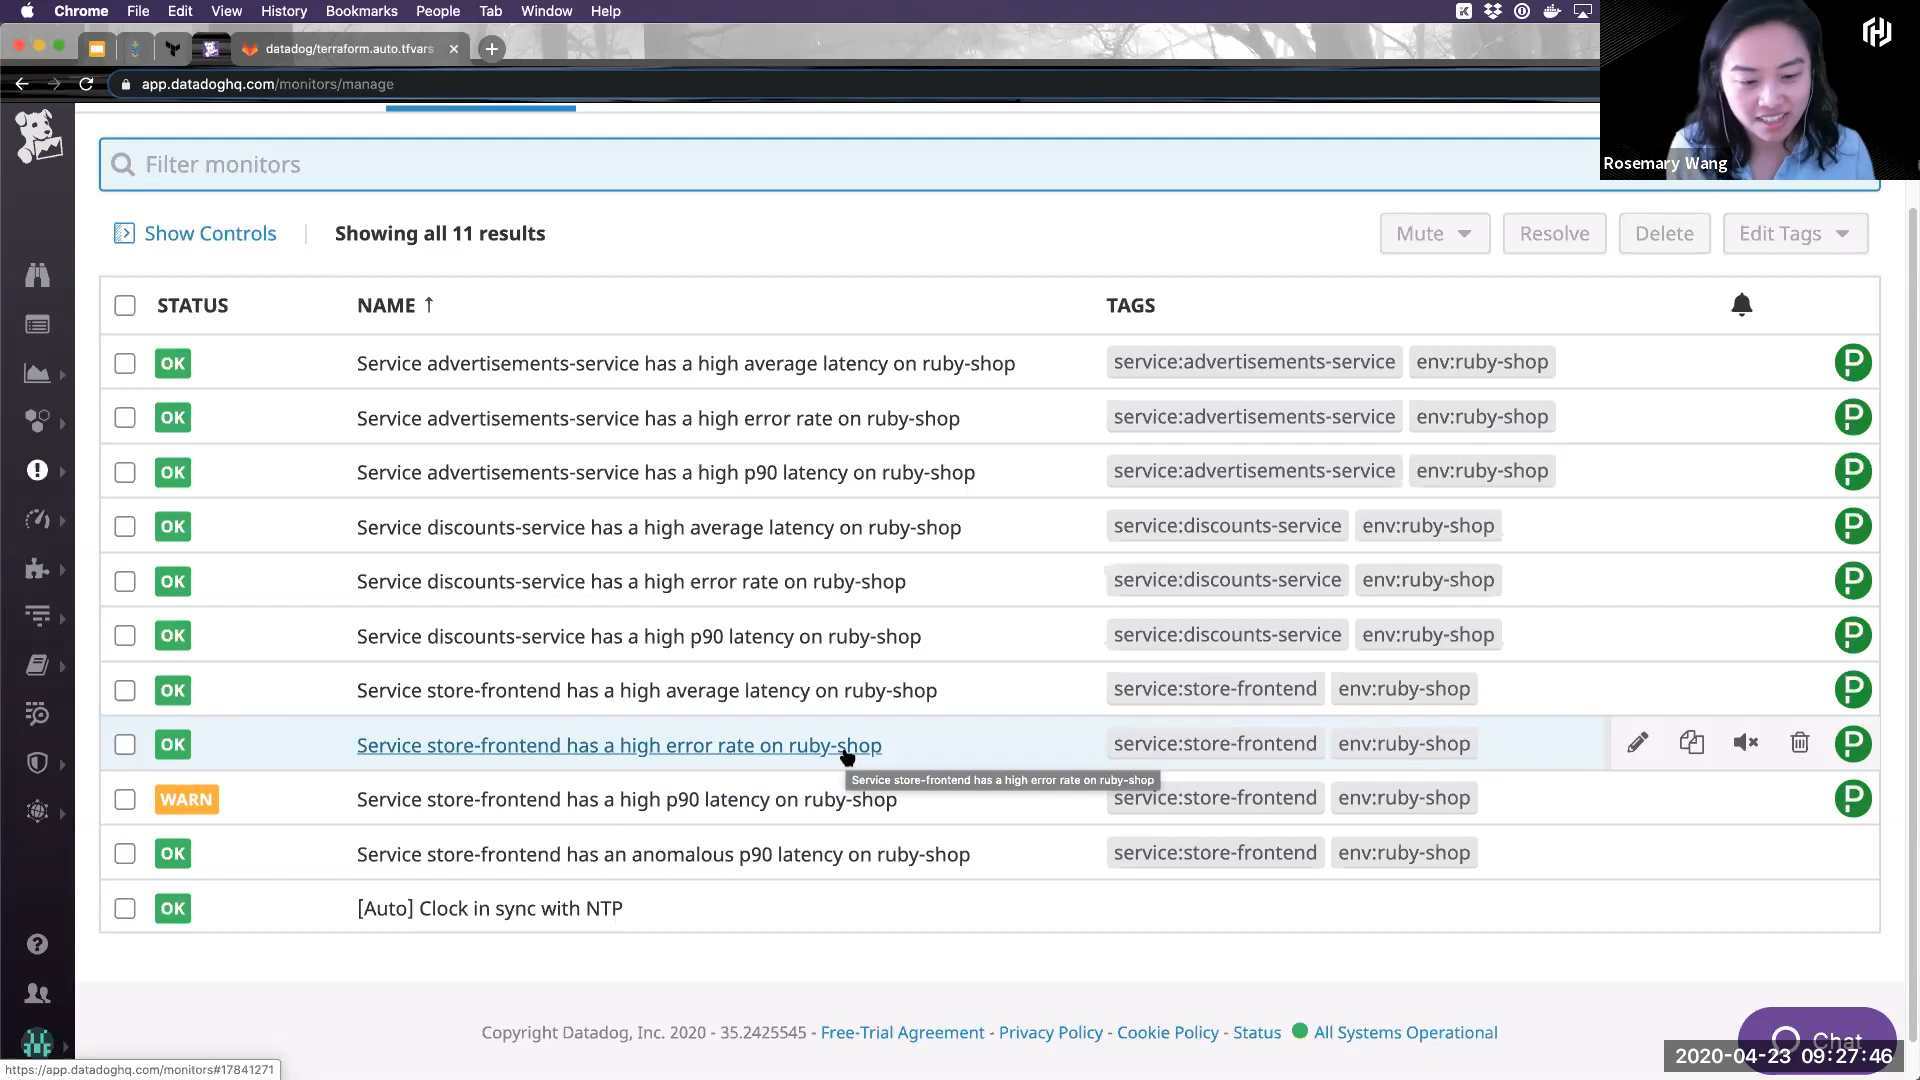 Chrome File Edit View History Bookmarks People Tab Window Help
datadog/terraform.auto.tfvars
app.datadoghq.com/monitors/manage
Rosemary Wang
Filter monitors
Show Controls
Showing all 11 results
Mute
Resolve
Delete
Edit Tags
STATUS NAME ↑ TAGS
OK Service advertisements-service has a high average latency on ruby-shop service:advertisements-service env:ruby-shop
OK Service advertisements-service has a high error rate on ruby-shop service:advertisements-service env:ruby-shop
OK Service advertisements-service has a high p90 latency on ruby-shop service:advertisements-service env:ruby-shop
OK Service discounts-service has a high average latency on ruby-shop service:discounts-service env:ruby-shop
OK Service discounts-service has a high error rate on ruby-shop service:discounts-service env:ruby-shop
OK Service discounts-service has a high p90 latency on ruby-shop service:discounts-service env:ruby-shop
OK Service store-frontend has a high average latency on ruby-shop service:store-frontend env:ruby-shop
OK Service store-frontend has a high error rate on ruby-shop service:store-frontend env:ruby-shop
Service store-frontend has a high error rate on ruby-shop
WARN Service store-frontend has a high p90 latency on ruby-shop service:store-frontend env:ruby-shop
OK Service store-frontend has an anomalous p90 latency on ruby-shop service:store-frontend env:ruby-shop
OK [Auto] Clock in sync with NTP
Copyright Datadog, Inc. 2020 - 35.2425545 - Free-Trial Agreement - Privacy Policy - Cookie Policy - Status All Systems Operational
Chat
2020-04-23 09:27:46
https://app.datadoghq.com/monitors#17841271